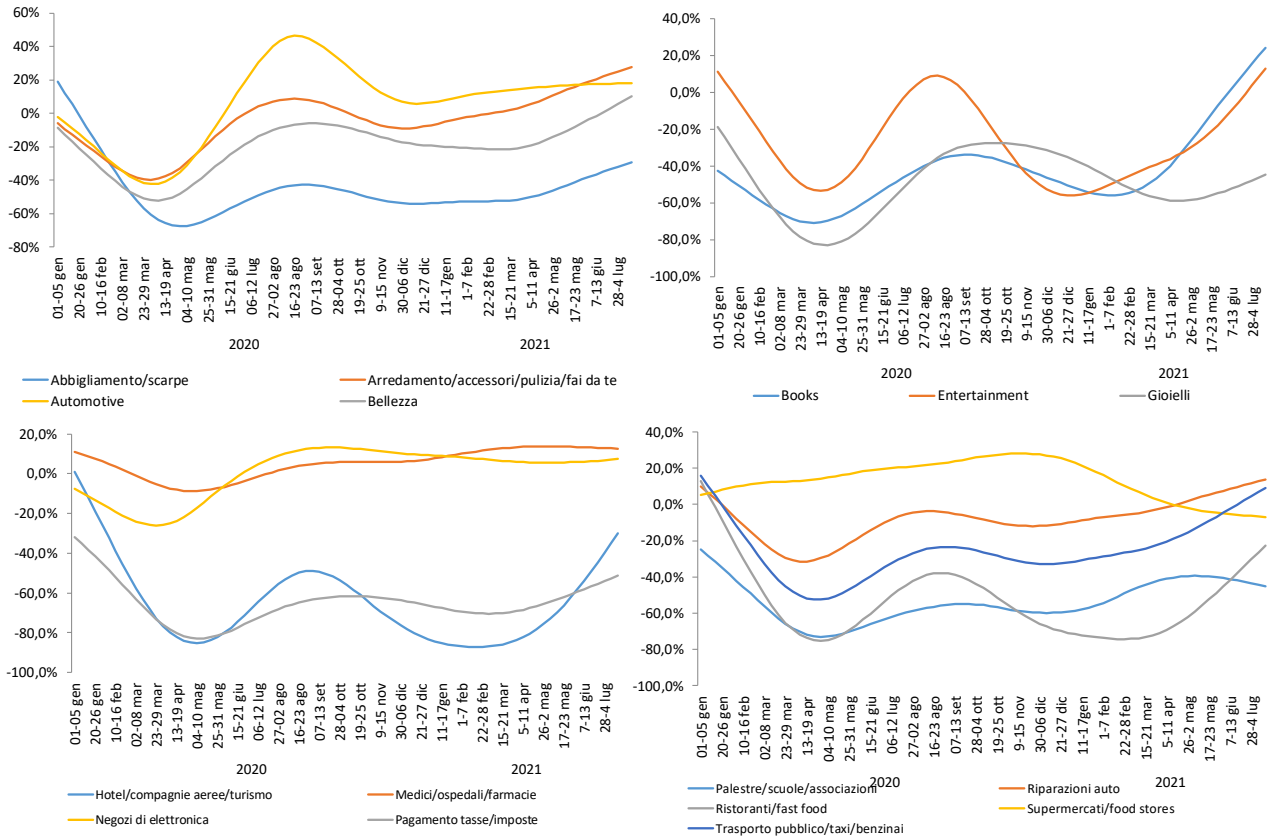 60%
40%
20%
0%
-20%
-40%
-60%
-80%
01-05 gen
20-26 gen
10-16 feb
02-08 mar
23-29 mar
13-19 apr
04-10 mag
25-31 mag
15-21 giu
06-12 lug
27-02 ago
16-23 ago
07-13 set
28-04 ott
19-25 ott
9-15 nov
30-06 dic
21-27 dic
11-17gen
1-7 feb
22-28 feb
15-21 mar
5-11 apr
26-2 mag
17-23 mag
7-13 giu
28-4 lug
2020 2021
Abbigliamento/scarpe Arredamento/accessori/pulizia/fai da te
Automotive Bellezza
40,0%
20,0%
0,0%
-20,0%
-40,0%
-60,0%
-80,0%
-100,0%
01-05 gen
20-26 gen
10-16 feb
02-08 mar
23-29 mar
13-19 apr
04-10 mag
25-31 mag
15-21 giu
06-12 lug
27-02 ago
16-23 ago
07-13 set
28-04 ott
19-25 ott
9-15 nov
30-06 dic
21-27 dic
11-17gen
1-7 feb
22-28 feb
15-21 mar
5-11 apr
26-2 mag
17-23 mag
7-13 giu
28-4 lug
2020 2021
Books Entertainment Gioielli
20,0%
0,0%
-20,0%
-40,0%
-60,0%
-80,0%
-100,0%
01-05 gen
20-26 gen
10-16 feb
02-08 mar
23-29 mar
13-19 apr
04-10 mag
25-31 mag
15-21 giu
06-12 lug
27-02 ago
16-23 ago
07-13 set
28-04 ott
19-25 ott
9-15 nov
30-06 dic
21-27 dic
11-17gen
1-7 feb
22-28 feb
15-21 mar
5-11 apr
26-2 mag
17-23 mag
7-13 giu
28-4 lug
2020 2021
Hotel/compagnie aeree/turismo Medici/ospedali/farmacie
Negozi di elettronica Pagamento tasse/imposte
40,0%
20,0%
0,0%
-20,0%
-40,0%
-60,0%
-80,0%
-100,0%
01-05 gen
20-26 gen
10-16 feb
02-08 mar
23-29 mar
13-19 apr
04-10 mag
25-31 mag
15-21 giu
06-12 lug
27-02 ago
16-23 ago
07-13 set
28-04 ott
19-25 ott
9-15 nov
30-06 dic
21-27 dic
11-17gen
1-7 feb
22-28 feb
15-21 mar
5-11 apr
26-2 mag
17-23 mag
7-13 giu
28-4 lug
2020 2021
Palestre/scuole/associazioni Riparazioni auto
Ristoranti/fast food Supermercati/food stores
Trasporto pubblico/taxi/benzinai